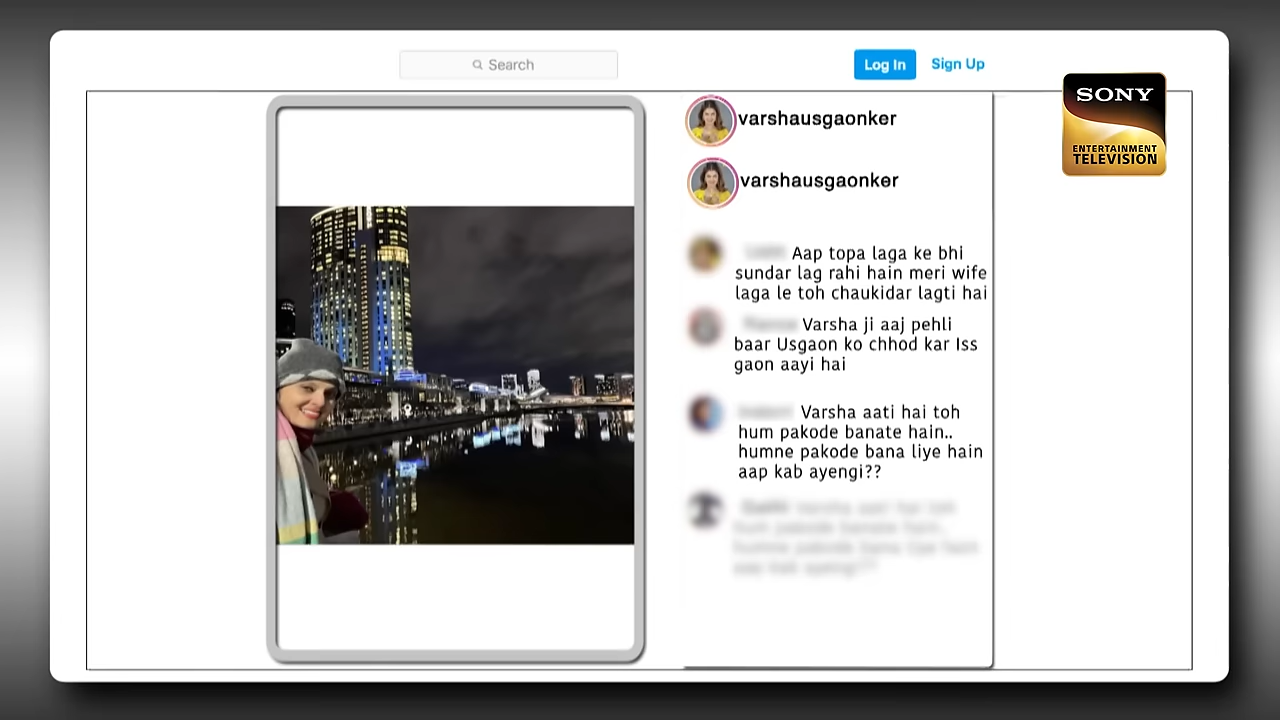 Search
Log In
Sign Up
SONY
ENTERTAINMENT
TELEVISION
varshausgaonker
varshausgaonker
Aap topa laga ke bhi
sundar lag rahi hain meri wife
laga le toh chaukidar lagti hai
Varsha ji aaj pehli
baar Usgaon ko chhod kar Iss
gaon aayi hai
Varsha aati hai toh
hum pakode banate hain..
humne pakode bana liye hain
aap kab ayengi??